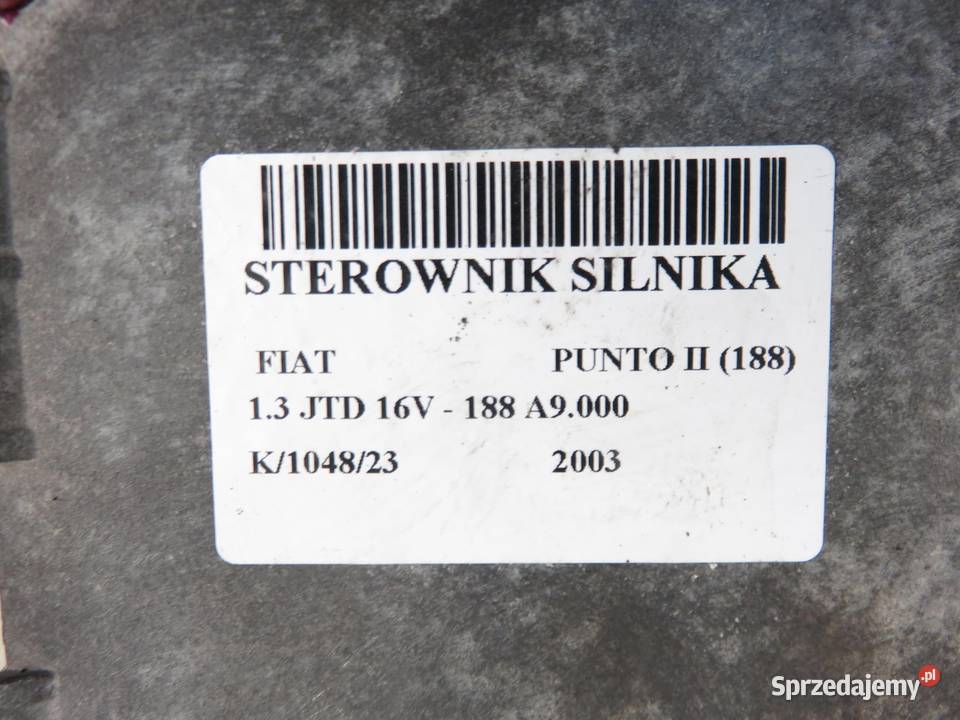 STEROWNIK SILNIKA
FIAT PUNTO II (188)
1.3 JTD 16V - 188 A9.000
K/1048/23 2003
Sprzedajemy.pl